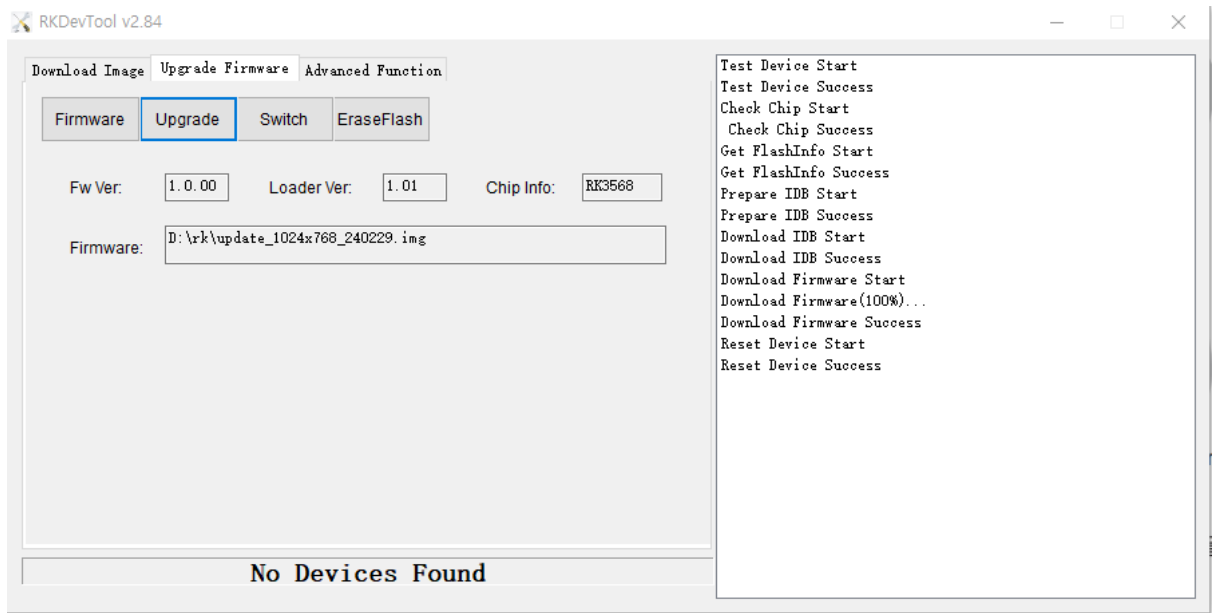 RKDevTool v2.84
Download Image Upgrade Firmware Advanced Function
Firmware Upgrade Switch EraseFlash
Fw Ver: 1.0.00 Loader Ver: 1.01 Chip Info: RK3568
Firmware: D:\rk\update_1024x768_240229.img
No Devices Found
Test Device Start
Test Device Success
Check Chip Start
Check Chip Success
Get FlashInfo Start
Get FlashInfo Success
Prepare IDB Start
Prepare IDB Success
Download IDB Start
Download IDB Success
Download Firmware Start
Download Firmware(100%)...
Download Firmware Success
Reset Device Start
Reset Device Success